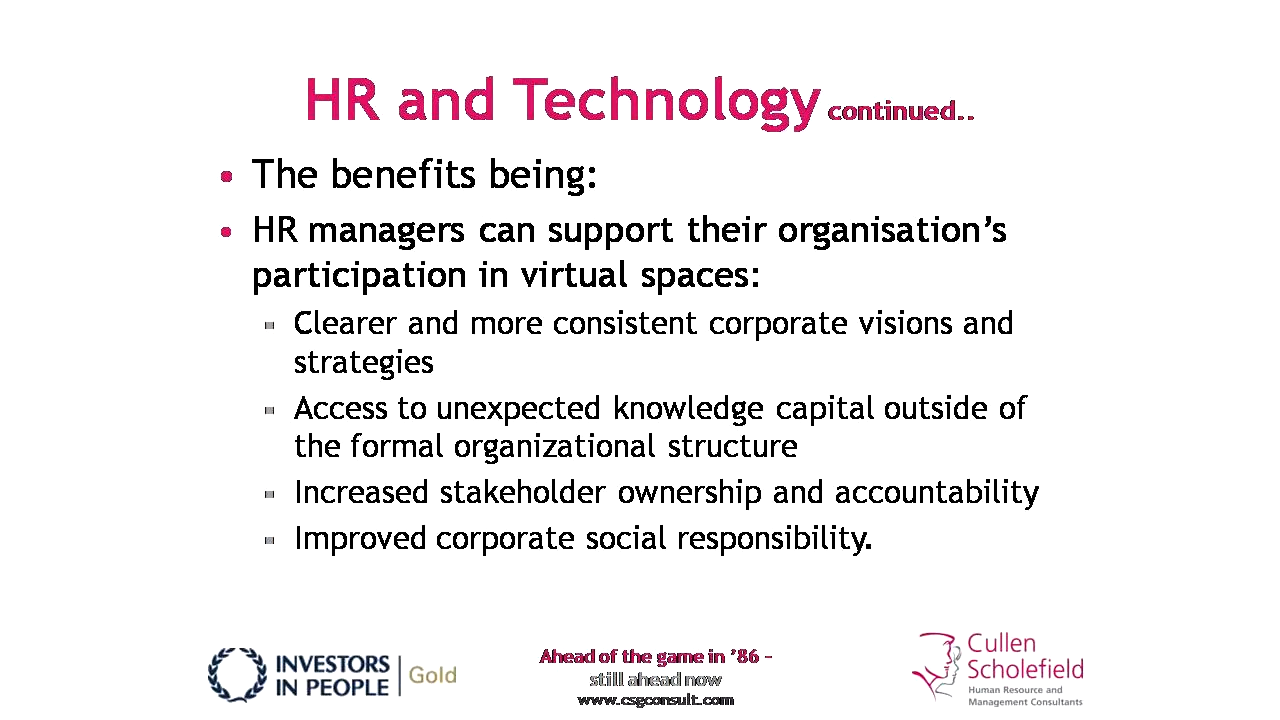 HR and Technology continued..
• The benefits being:
• HR managers can support their organisation’s
participation in virtual spaces:
Clearer and more consistent corporate visions and
strategies
Access to unexpected knowledge capital outside of
the formal organizational structure
Increased stakeholder ownership and accountability
Improved corporate social responsibility.
INVESTORS
IN PEOPLE
Gold
Ahead of the game in ’86 –
still ahead now
www.csgconsult.com
Cullen
Scholefield
Human Resource and
Management Consultants